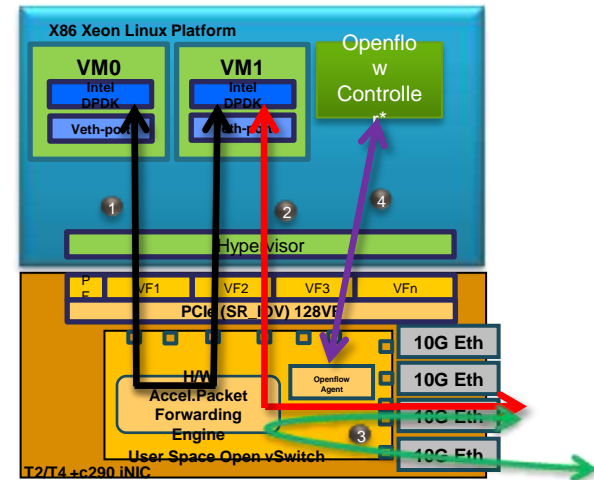 X86 Xeon Linux Platform
VM0
Intel
DPDK
Veth-port
VM1
Intel
DPDK
Veth-port
Openflo
w
Controlle
r*
1
2
4
Hypervisor
P
F
VF1
VF2
VF3
VFn
PCIe (SR_IOV) 128VF
10G Eth
10G Eth
10G Eth
10G Eth
H/W
Accel.Packet
Forwarding
Engine
Openflow
Agent
3
User Space Open vSwitch
T2/T4 +c290 iNIC